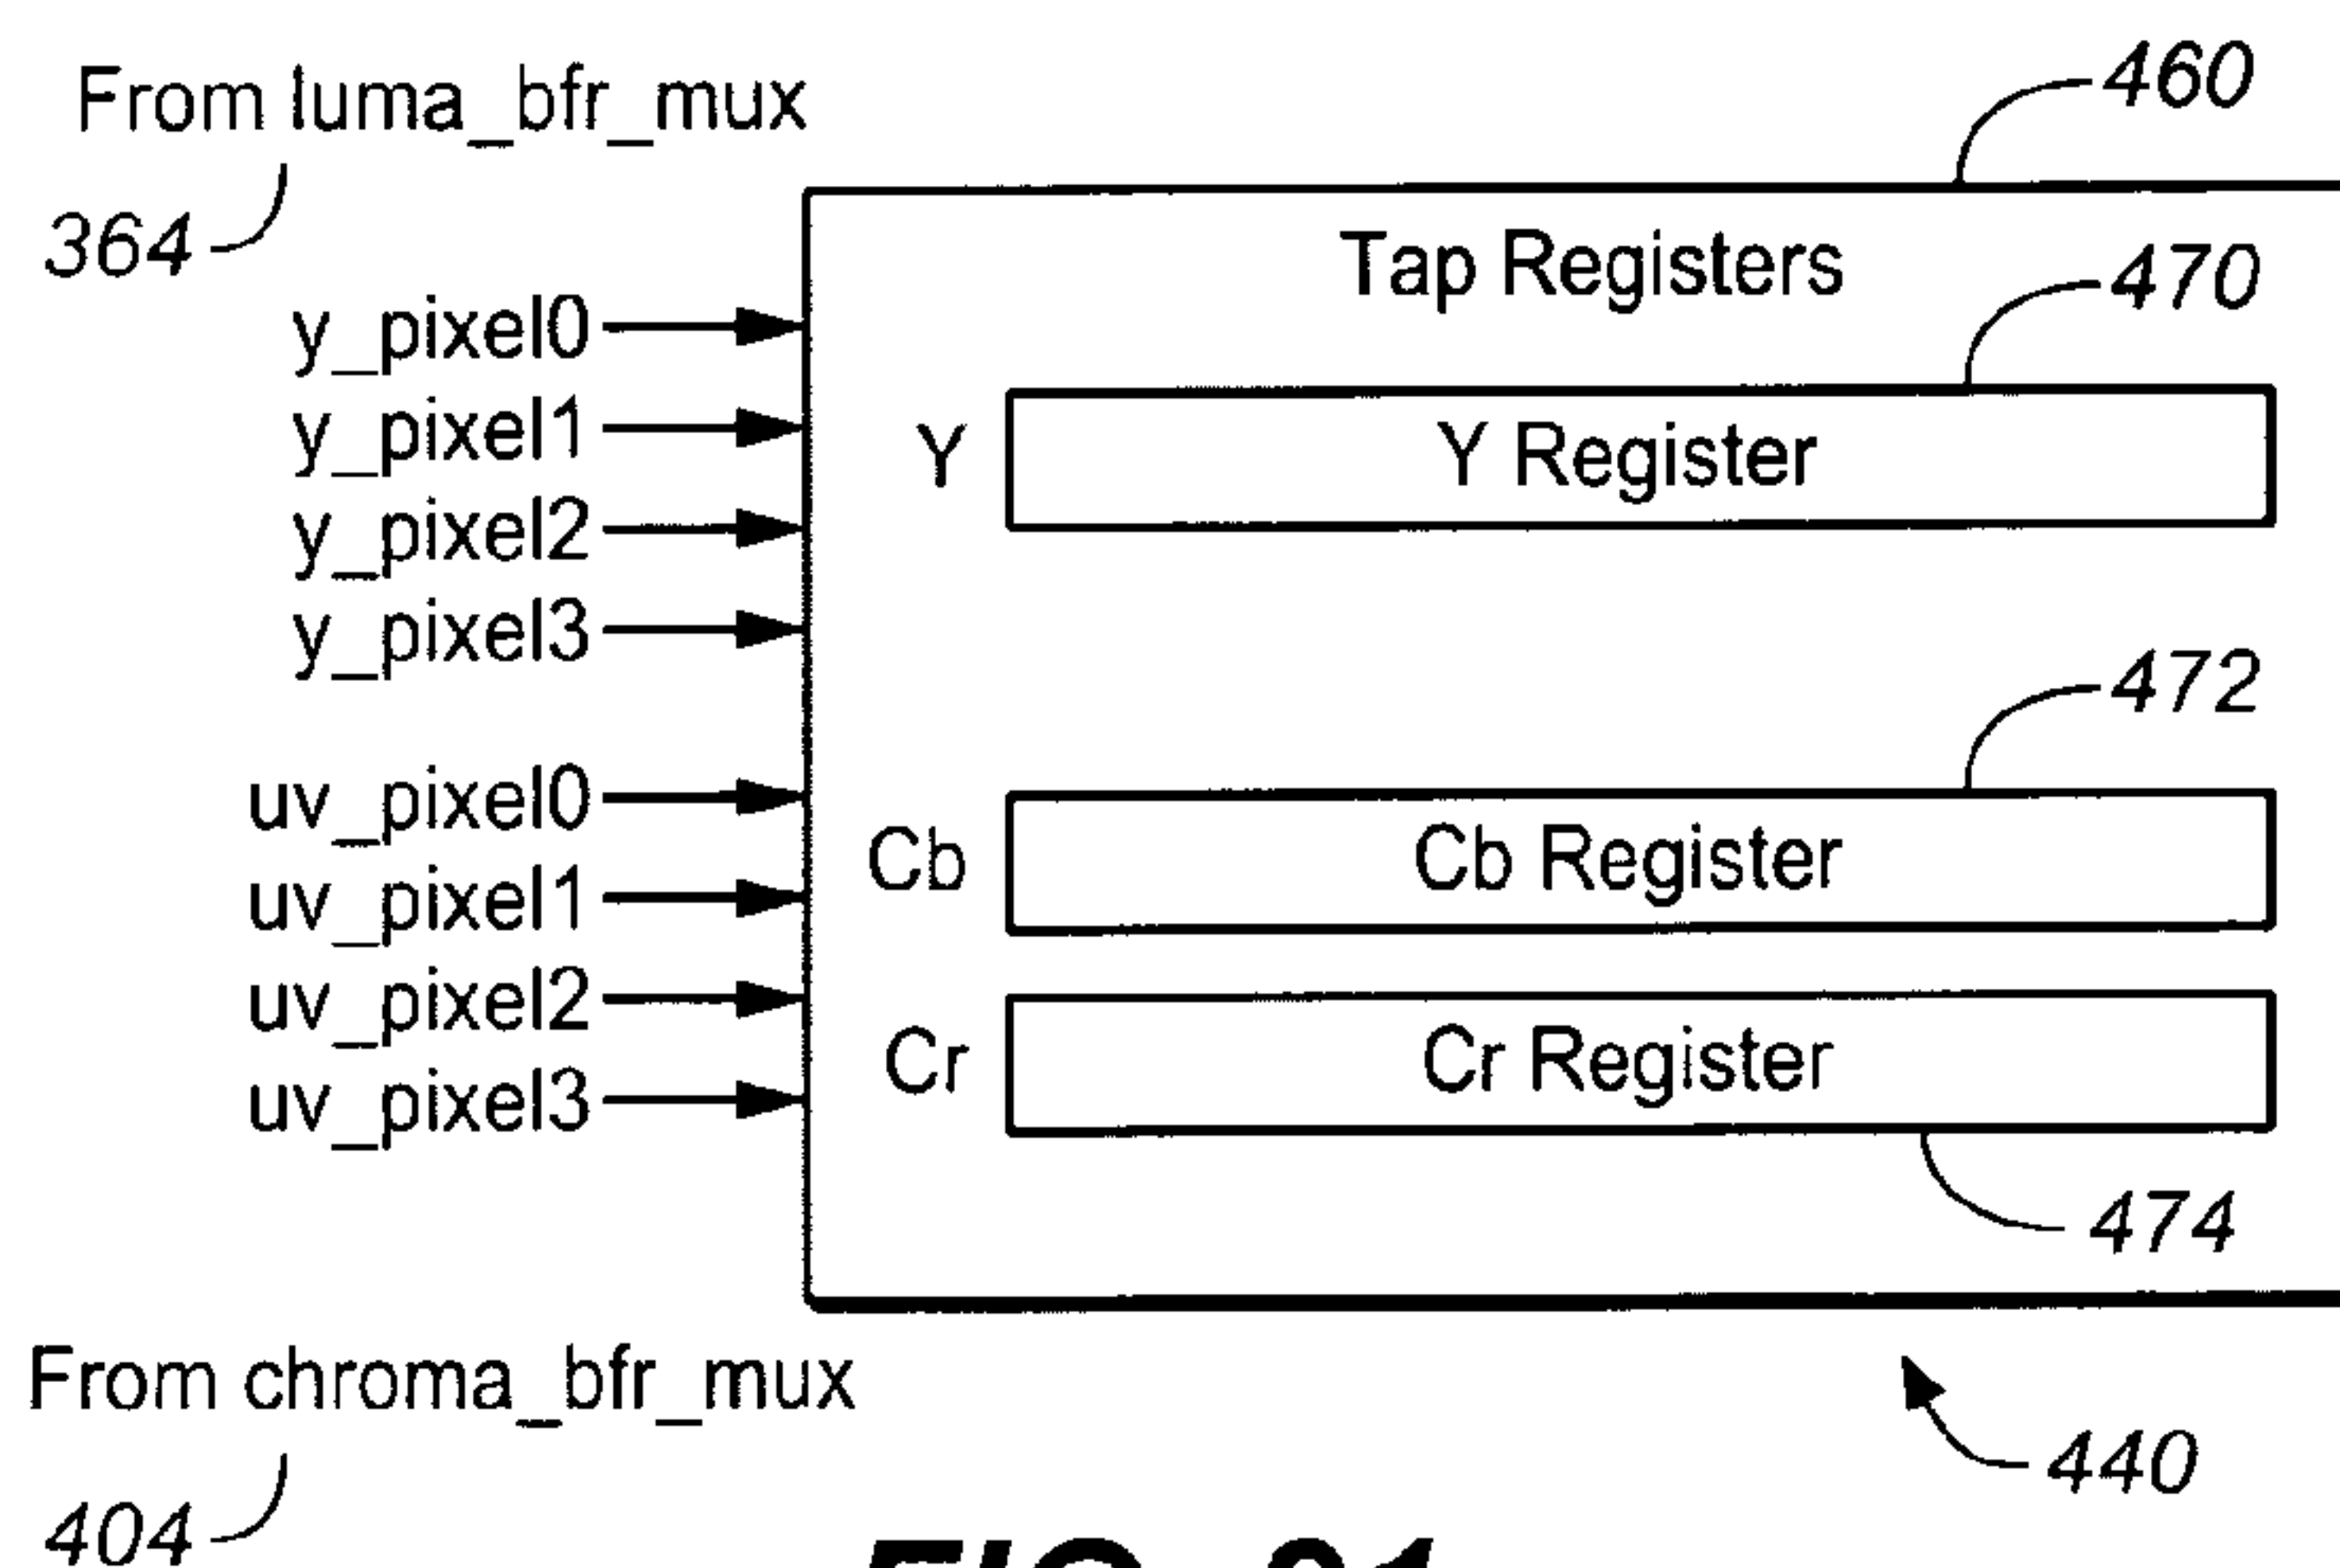 From luma_bfr_mux
460
364
Tap Registers
470
y_pixel0
y_pixel1
Y
Y Register
y_pixel2
y_pixel3
472
uv_pixel0
Cb
Cb Register
uv_pixel1
uv_pixel2
Cr
Cr Register
uv_pixel3
474
From chroma_bfr_mux
440
404